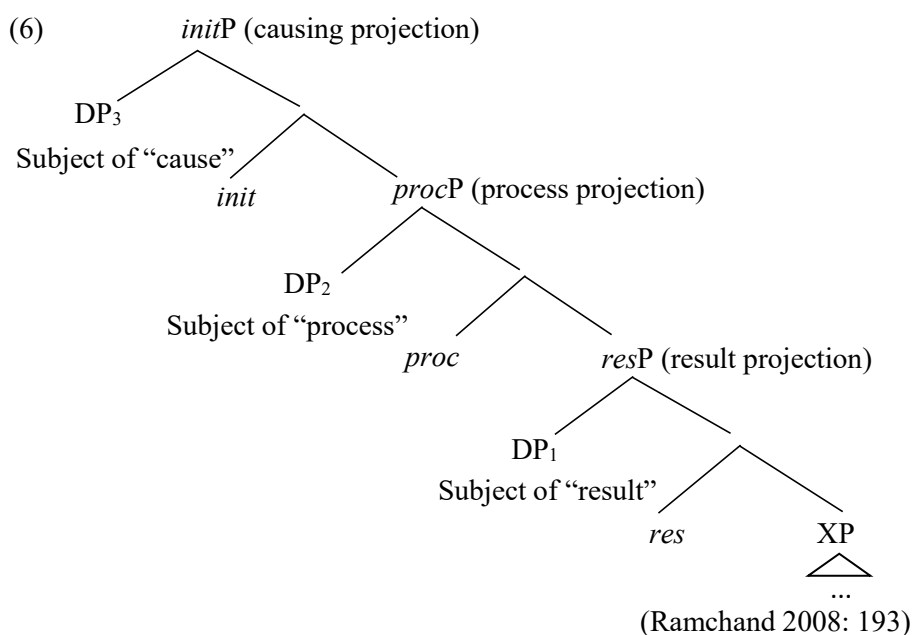 (6) initP (causing projection)
DP₃
Subject of “cause”
init
procP (process projection)
DP₂
Subject of “process”
proc
resP (result projection)
DP₁
Subject of “result”
res
XP
...
(Ramchand 2008: 193)